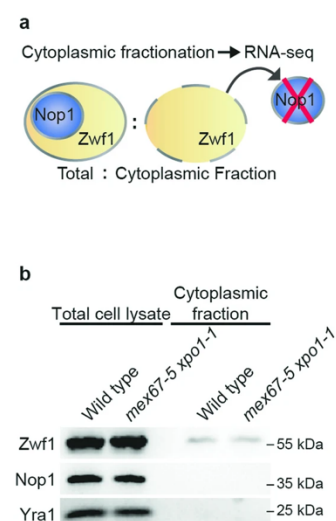 a
Cytoplasmic fractionation → RNA-seq
Nop1
Zwf1
:
Zwf1
Nop1
Total : Cytoplasmic Fraction
b
Total cell lysate
Cytoplasmic
fraction
Wild type
mex67-5 xpo1-1
Wild type
mex67-5 xpo1-1
Zwf1
–55 kDa
Nop1
–35 kDa
Yra1
–25 kDa